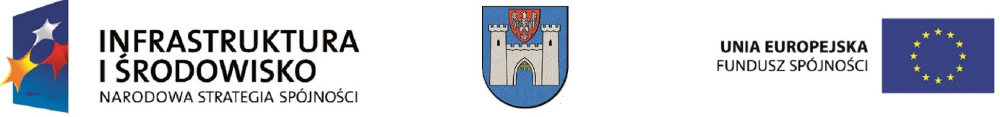 INFRASTRUKTURA
I ŚRODOWISKO
NARODOWA STRATEGIA SPÓJNOŚCI
UNIA EUROPEJSKA
FUNDUSZ SPÓJNOŚCI